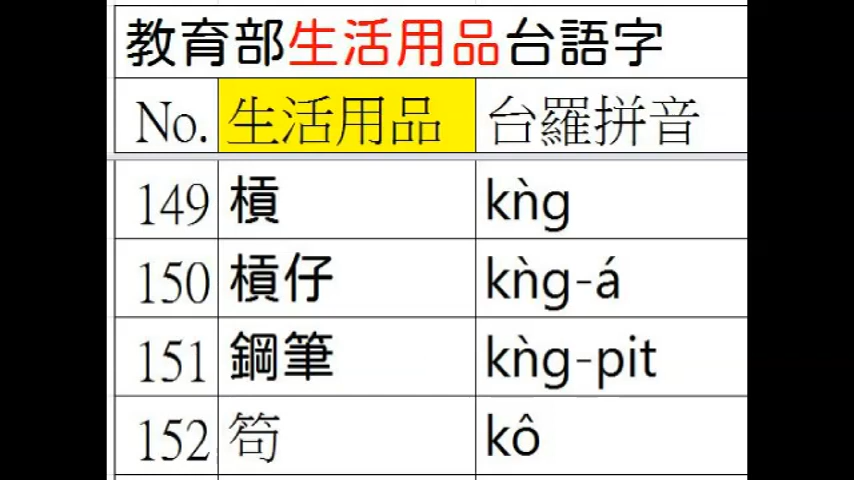 教育部生活用品台語字
No. 生活用品 台羅拼音
149 槓 kǹg
150 槓仔 kǹg-á
151 鋼筆 kǹg-pit
152 笱 kô